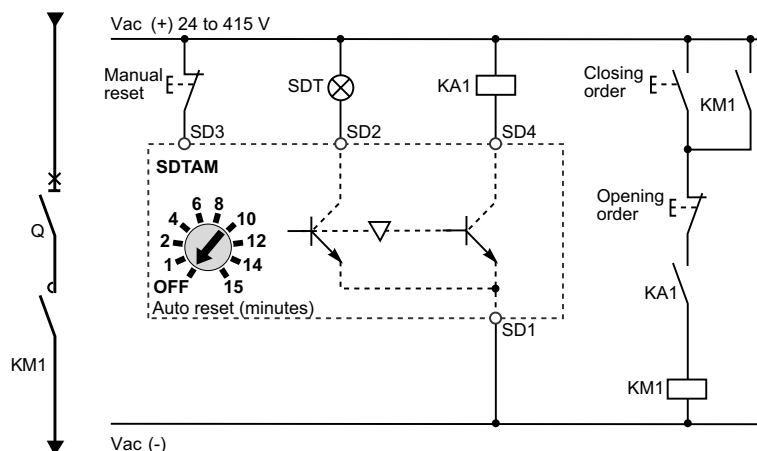 Vac (+) 24 to 415 V
Manual
reset
SDT
KA1
Closing
order
KM1
SD3
SD2
SD4
SDTAM
6
8
4
10
2
12
1
14
OFF
15
Auto reset (minutes)
Opening
order
Q
KA1
SD1
KM1
KM1
Vac (-)